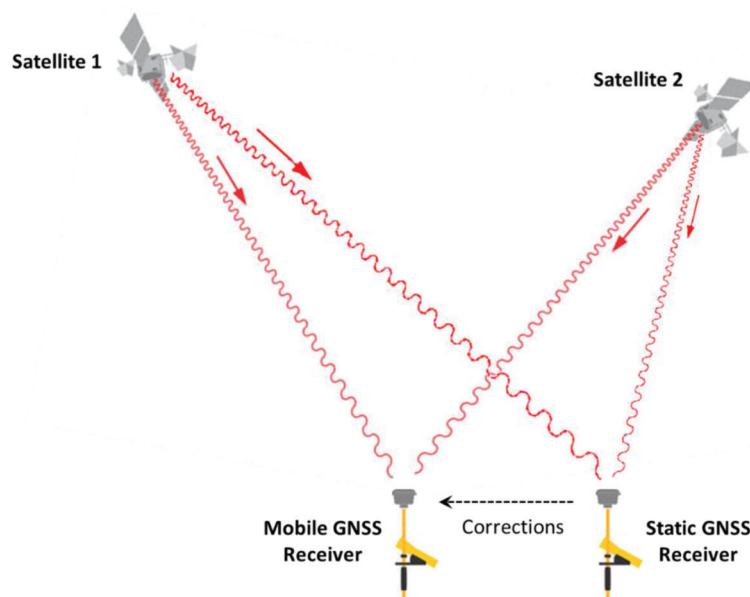 Satellite 1
Satellite 2
Mobile GNSS
Receiver
Corrections
Static GNSS
Receiver